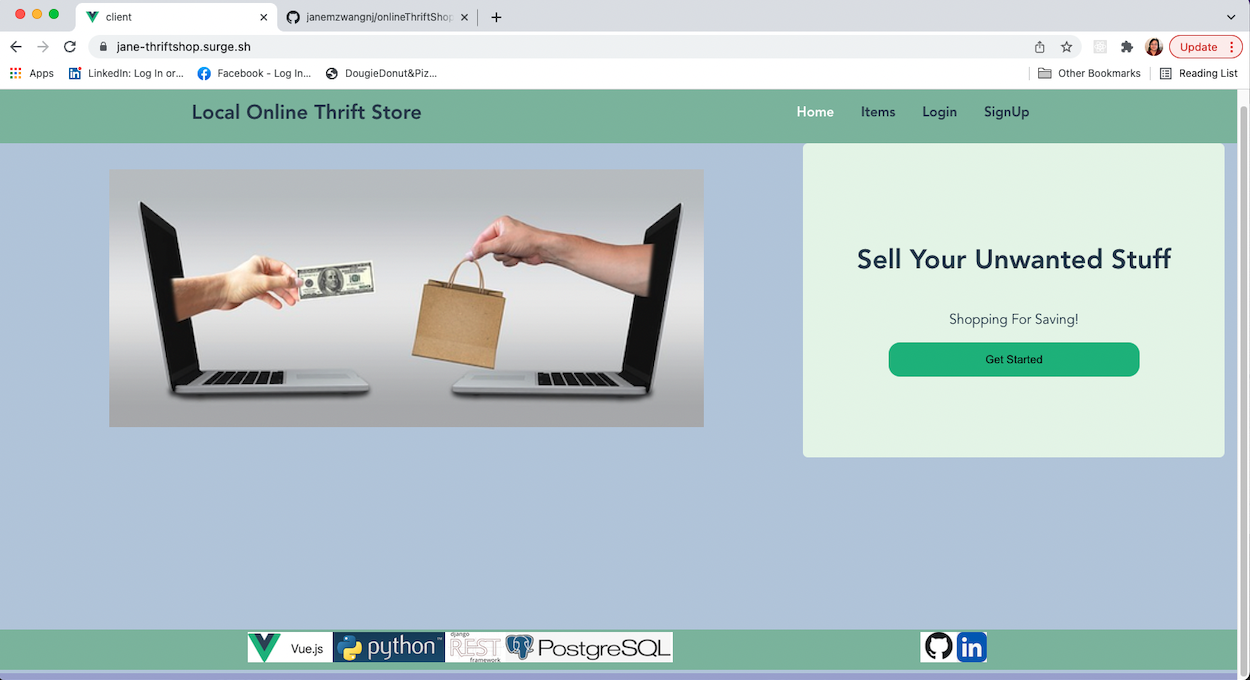 client
janemzwangnj/onlineThriftShop
jane-thriftshop.surge.sh
Update
Apps
LinkedIn: Log In or...
Facebook - Log In...
DougieDonut&Piz...
Other Bookmarks
Reading List
Local Online Thrift Store
Home
Items
Login
SignUp
Sell Your Unwanted Stuff
Shopping For Saving!
Get Started
Vue.js
python™
django
REST
framework
PostgreSQL
in